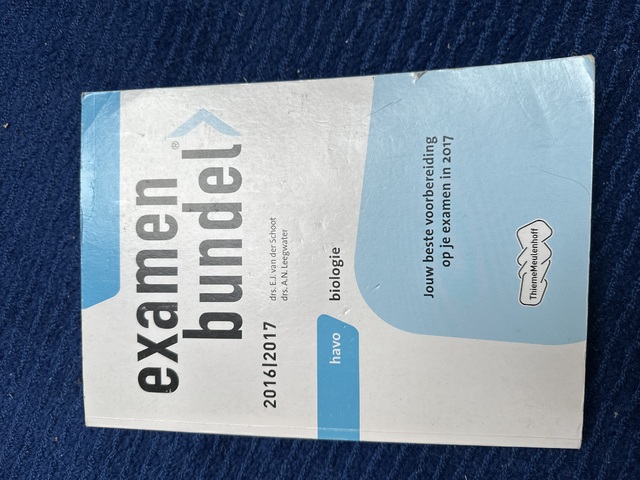 examen
bundel®
2016|2017
drs. E.J. van der Schoot
drs. A.N. Leegwater
havo biologie
Jouw beste voorbereiding
op je examen in 2017
ThiemeMeulenhoff